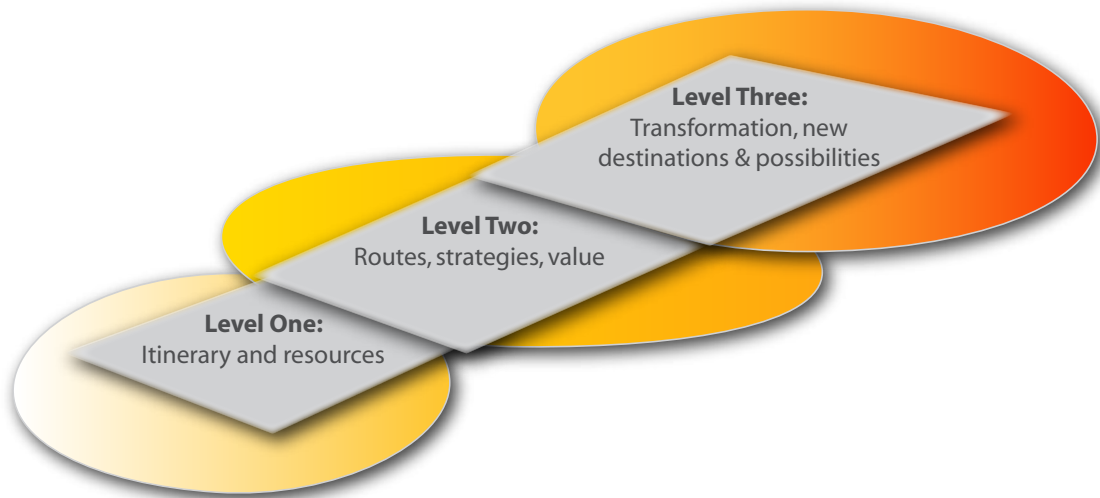 Level Three:
Transformation, new
destinations & possibilities
Level Two:
Routes, strategies, value
Level One:
Itinerary and resources